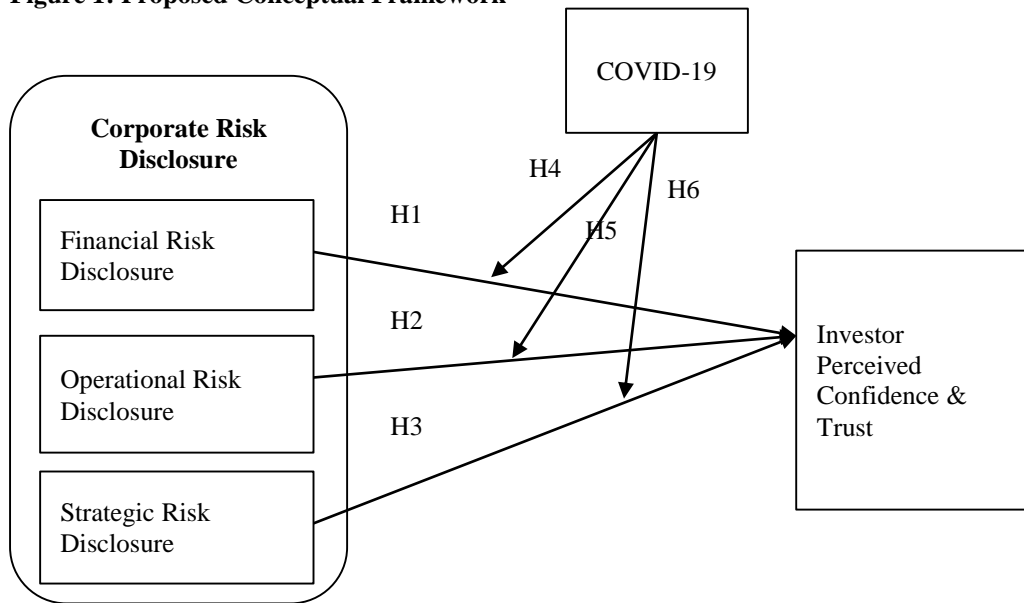 Figure 1: Proposed Conceptual Framework
COVID-19
Corporate Risk
Disclosure
H4
H6
H1
H5
Financial Risk
Disclosure
H2
Investor
Perceived
Confidence &
Trust
Operational Risk
Disclosure
H3
Strategic Risk
Disclosure